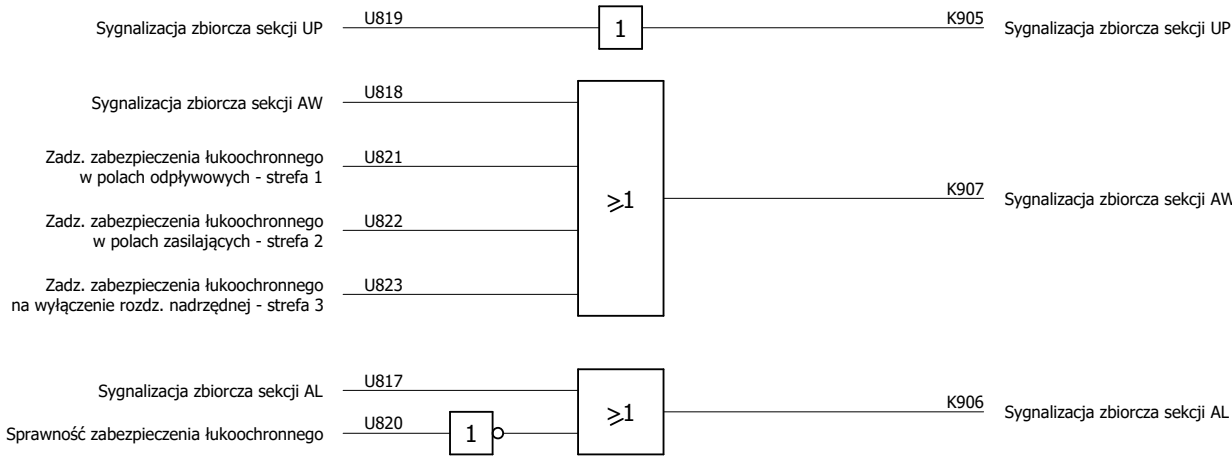 Sygnalizacja zbiorcza sekcji UP U819 1 K905 Sygnalizacja zbiorcza sekcji UP
Sygnalizacja zbiorcza sekcji AW U818
Zadz. zabezpieczenia łukoochronnego
w polach odpływowych - strefa 1
U821
≥1
K907
Sygnalizacja zbiorcza sekcji AW
Zadz. zabezpieczenia łukoochronnego
w polach zasilających - strefa 2
U822
Zadz. zabezpieczenia łukoochronnego
na wyłączenie rozdz. nadrzędnej - strefa 3
U823
Sygnalizacja zbiorcza sekcji AL U817
≥1
K906
Sygnalizacja zbiorcza sekcji AL
Sprawność zabezpieczenia łukoochronnego U820 1